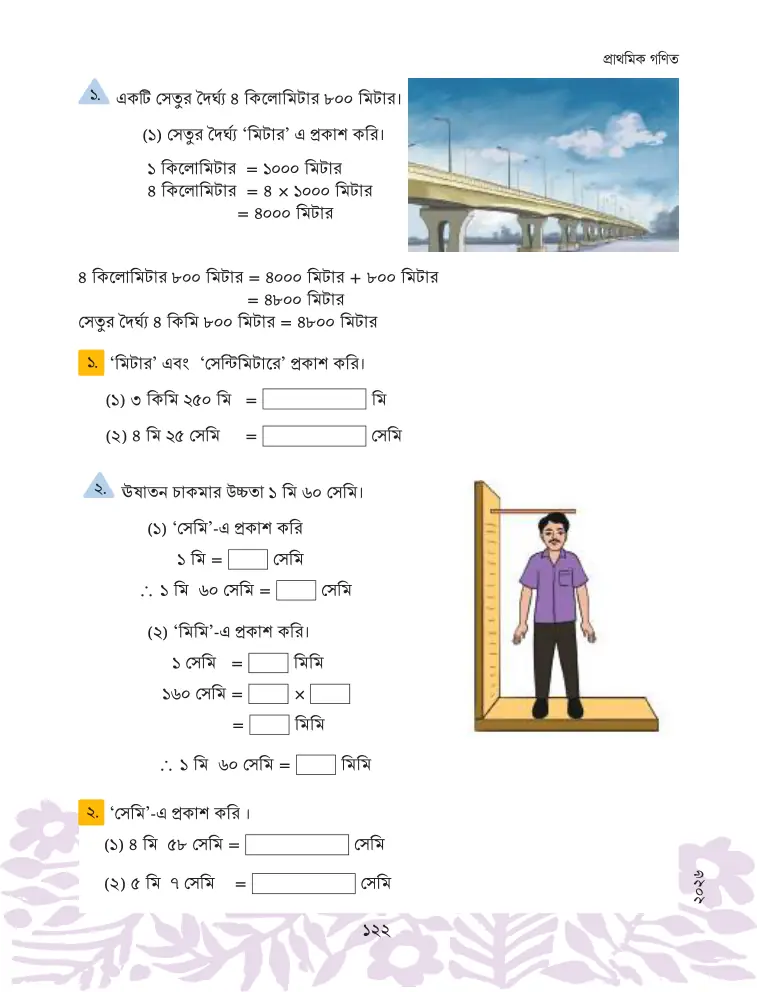 প্রাথমিক গণিত
১. একটি সেতুর দৈর্ঘ্য ৪ কিলোমিটার ৮০০ মিটার।
(১) সেতুর দৈর্ঘ্য ‘মিটার’ এ প্রকাশ করি।
১ কিলোমিটার = ১০০০ মিটার
৪ কিলোমিটার = ৪ × ১০০০ মিটার
= ৪০০০ মিটার
৪ কিলোমিটার ৮০০ মিটার = ৪০০০ মিটার + ৮০০ মিটার
= ৪৮০০ মিটার
সেতুর দৈর্ঘ্য ৪ কিমি ৮০০ মিটার = ৪৮০০ মিটার
১. ‘মিটার’ এবং ‘সেন্টিমিটারে’ প্রকাশ করি।
(১) ৩ কিমি ২৫০ মি = মি
(২) ৪ মি ২৫ সেমি = সেমি
২. ঊষাতন চাকমার উচ্চতা ১ মি ৬০ সেমি।
(১) ‘সেমি’-এ প্রকাশ করি
১ মি = সেমি
∴ ১ মি ৬০ সেমি = সেমি
(২) ‘মিমি’-এ প্রকাশ করি।
১ সেমি = মিমি
১৬০ সেমি = ×
= মিমি
∴ ১ মি ৬০ সেমি = মিমি
২. ‘সেমি’-এ প্রকাশ করি ।
(১) ৪ মি ৫৮ সেমি = সেমি
(২) ৫ মি ৭ সেমি = সেমি
২০২৬
১২২